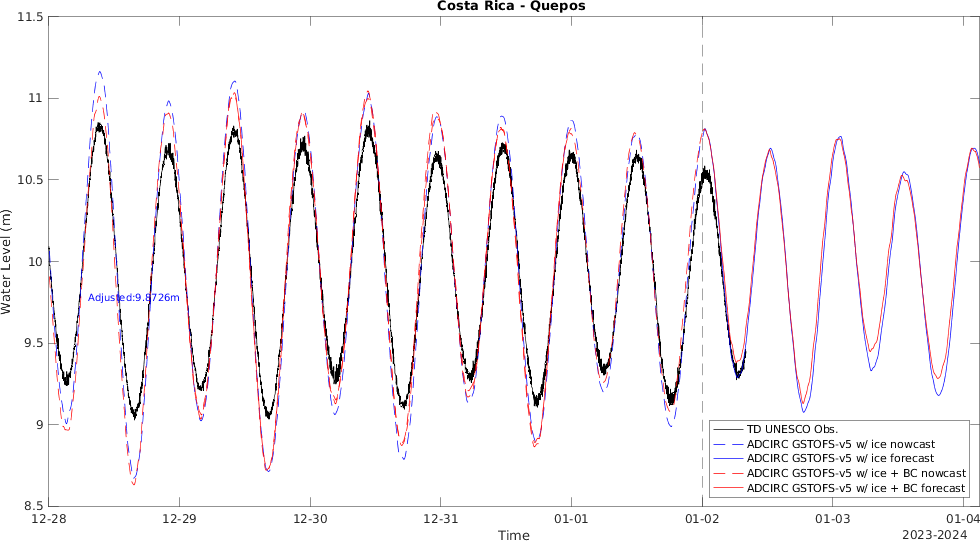 Costa Rica - Quepos
11.5
11
10.5
10
9.5
9
8.5
Water Level (m)
Adjusted:9.8726m
TD UNESCO Obs.
ADCIRC GSTOFS-v5 w/ ice nowcast
ADCIRC GSTOFS-v5 w/ ice forecast
ADCIRC GSTOFS-v5 w/ ice + BC nowcast
ADCIRC GSTOFS-v5 w/ ice + BC forecast
12-28 12-29 12-30 12-31 01-01 01-02 01-03 01-04
Time
2023-2024